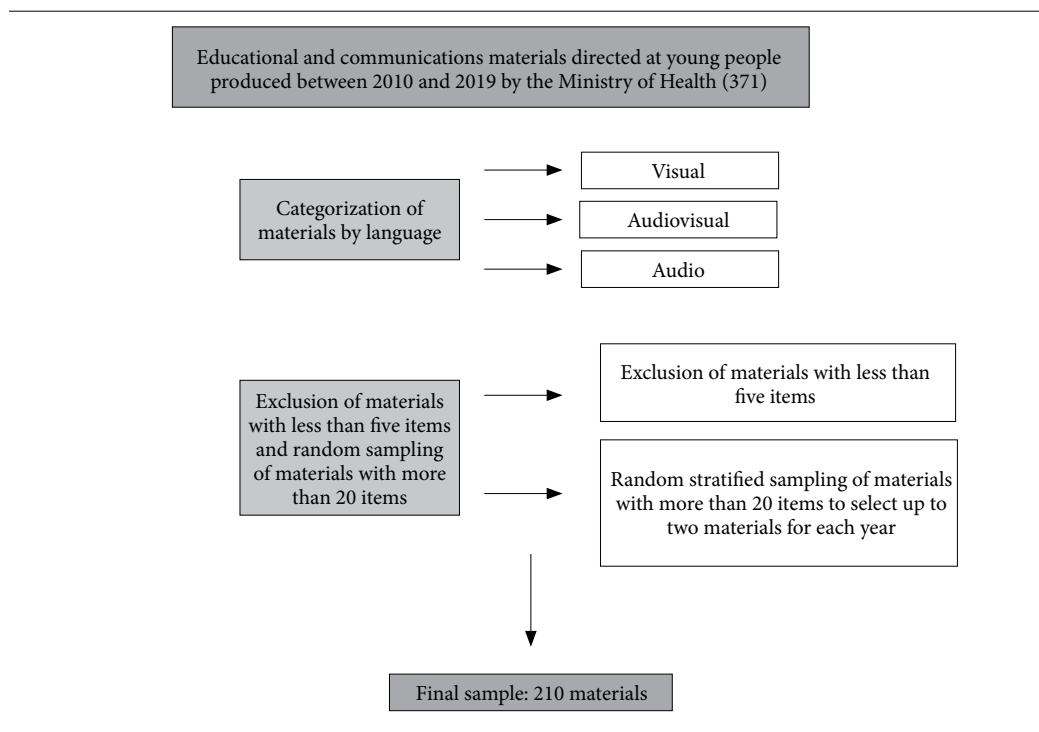 Educational and communications materials directed at young people
produced between 2010 and 2019 by the Ministry of Health (371)
Categorization of
materials by language
Visual
Audiovisual
Audio
Exclusion of materials
with less than five items
and random sampling
of materials with more
than 20 items
Exclusion of materials with less than
five items
Random stratified sampling of materials
with more than 20 items to select up to
two materials for each year
Final sample: 210 materials